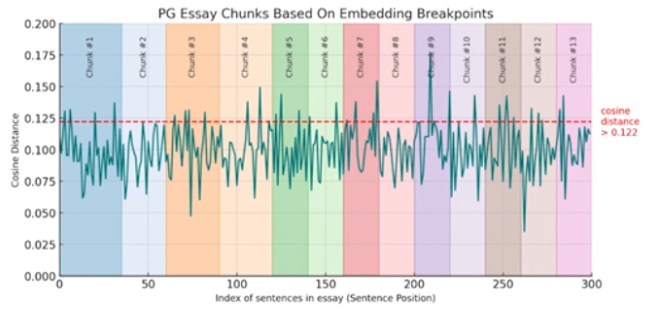 PG Essay Chunks Based On Embedding Breakpoints
0.200
0.175
0.150
0.125
0.100
0.075
0.050
0.025
0.000
Cosine Distance
Chunk #1
Chunk #2
Chunk #3
Chunk #4
Chunk #5
Chunk #6
Chunk #7
Chunk #8
Chunk #9
Chunk #10
Chunk #11
Chunk #12
Chunk #13
cosine
distance
> 0.122
0
50
100
150
200
250
300
Index of sentences in essay (Sentence Position)